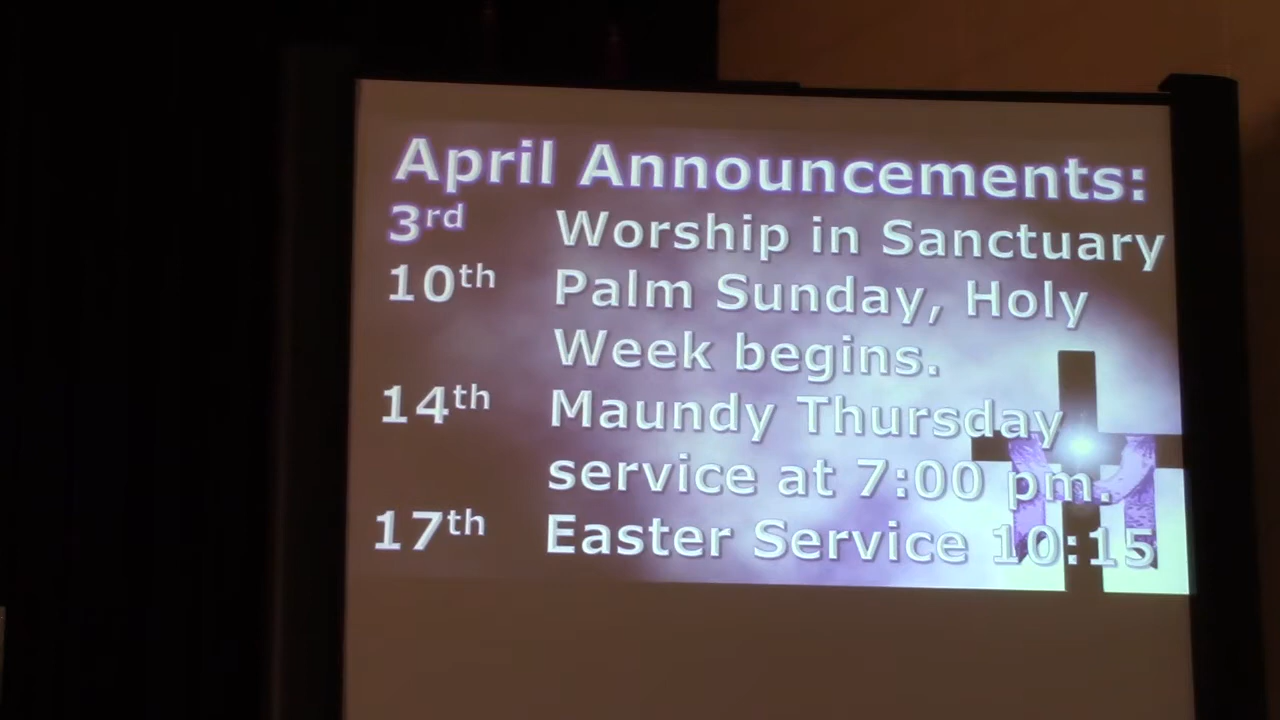 April Announcements:
3rd Worship in Sanctuary
10th Palm Sunday, Holy
Week begins.
14th Maundy Thursday
service at 7:00 pm.
17th Easter Service 10:15